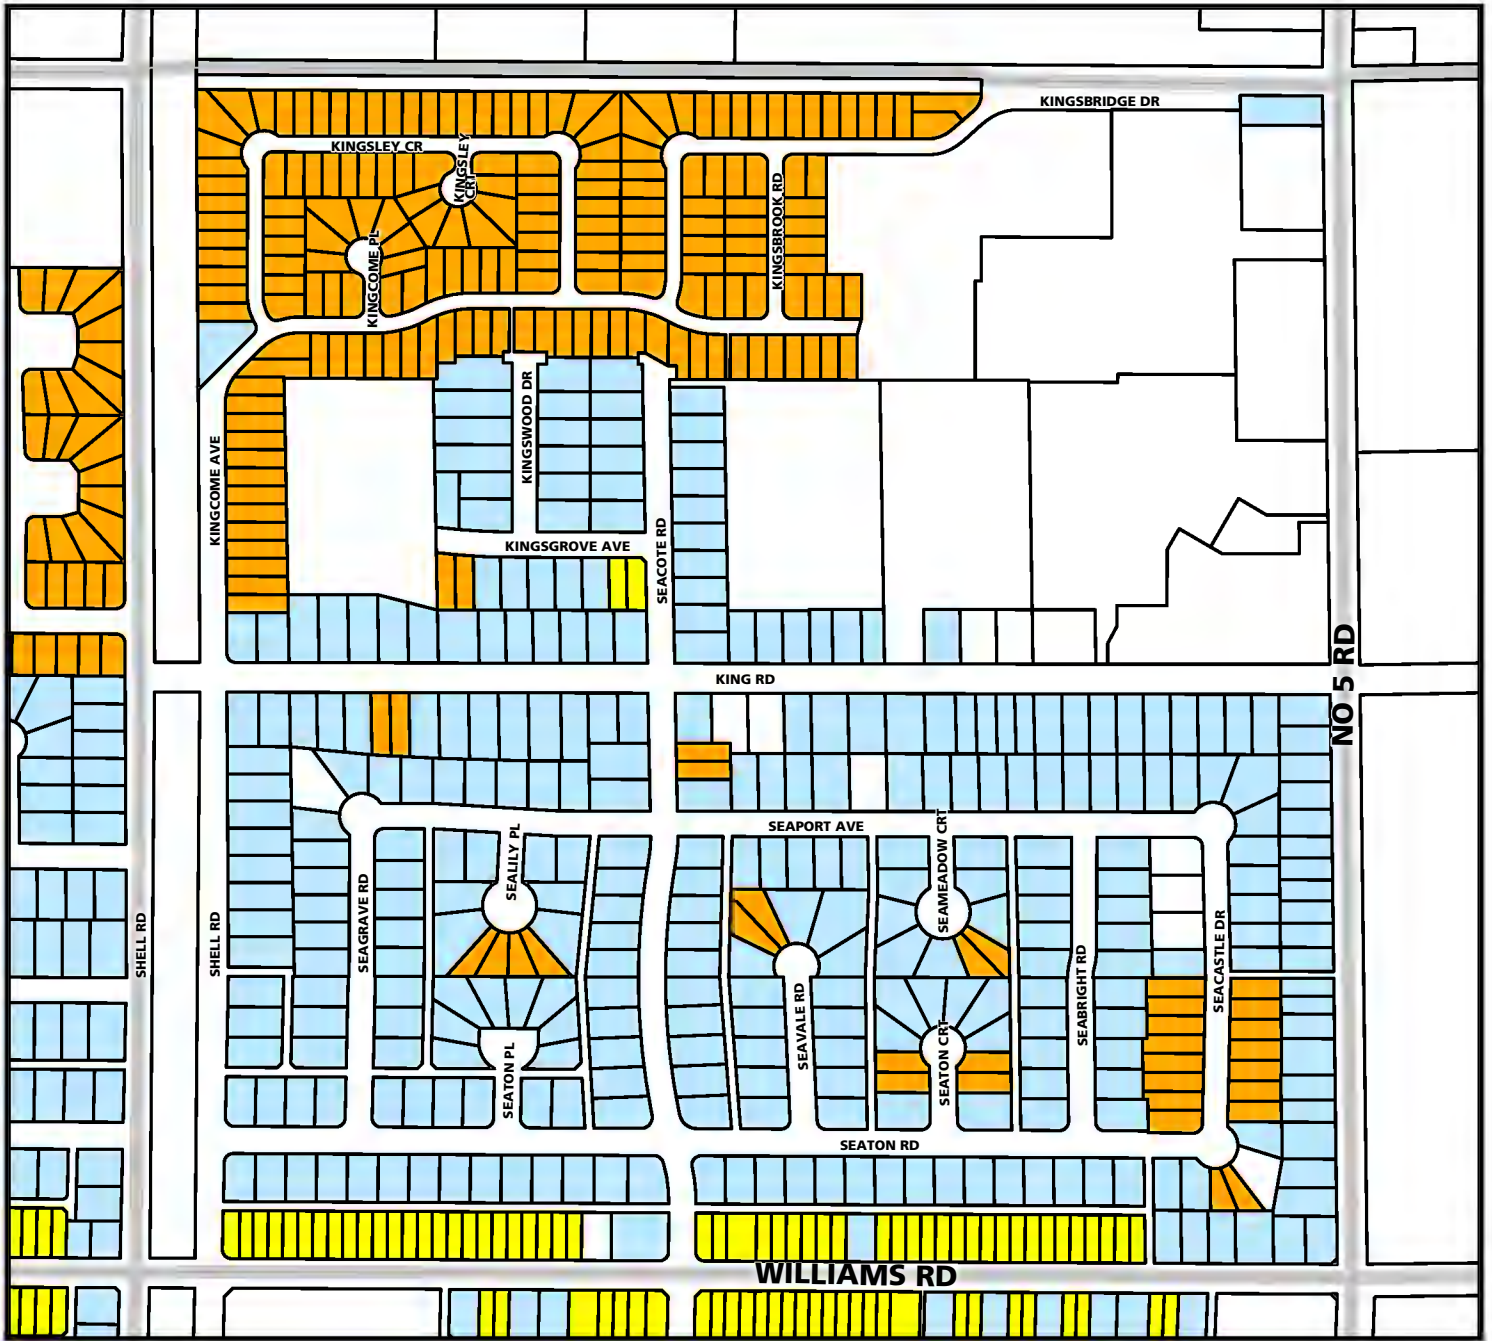 KINGSBRIDGE DR
KINGSLEY CR
KINGSLEY
CRT
KINGSBROOK RD
KINGCOME PL
KINGSWOOD DR
KINGCOME AVE
KINGSGROVE AVE
SEACOTE RD
NO 5 RD
KING RD
SEAPORT AVE
SEALILY PL
SEAMEADOW CRT
SEAGRAVE RD
SHELL RD
SHELL RD
SEACASTLE DR
SEABRIGHT RD
SEAVALE RD
SEATON CRT
SEATON PL
SEATON RD
WILLIAMS RD